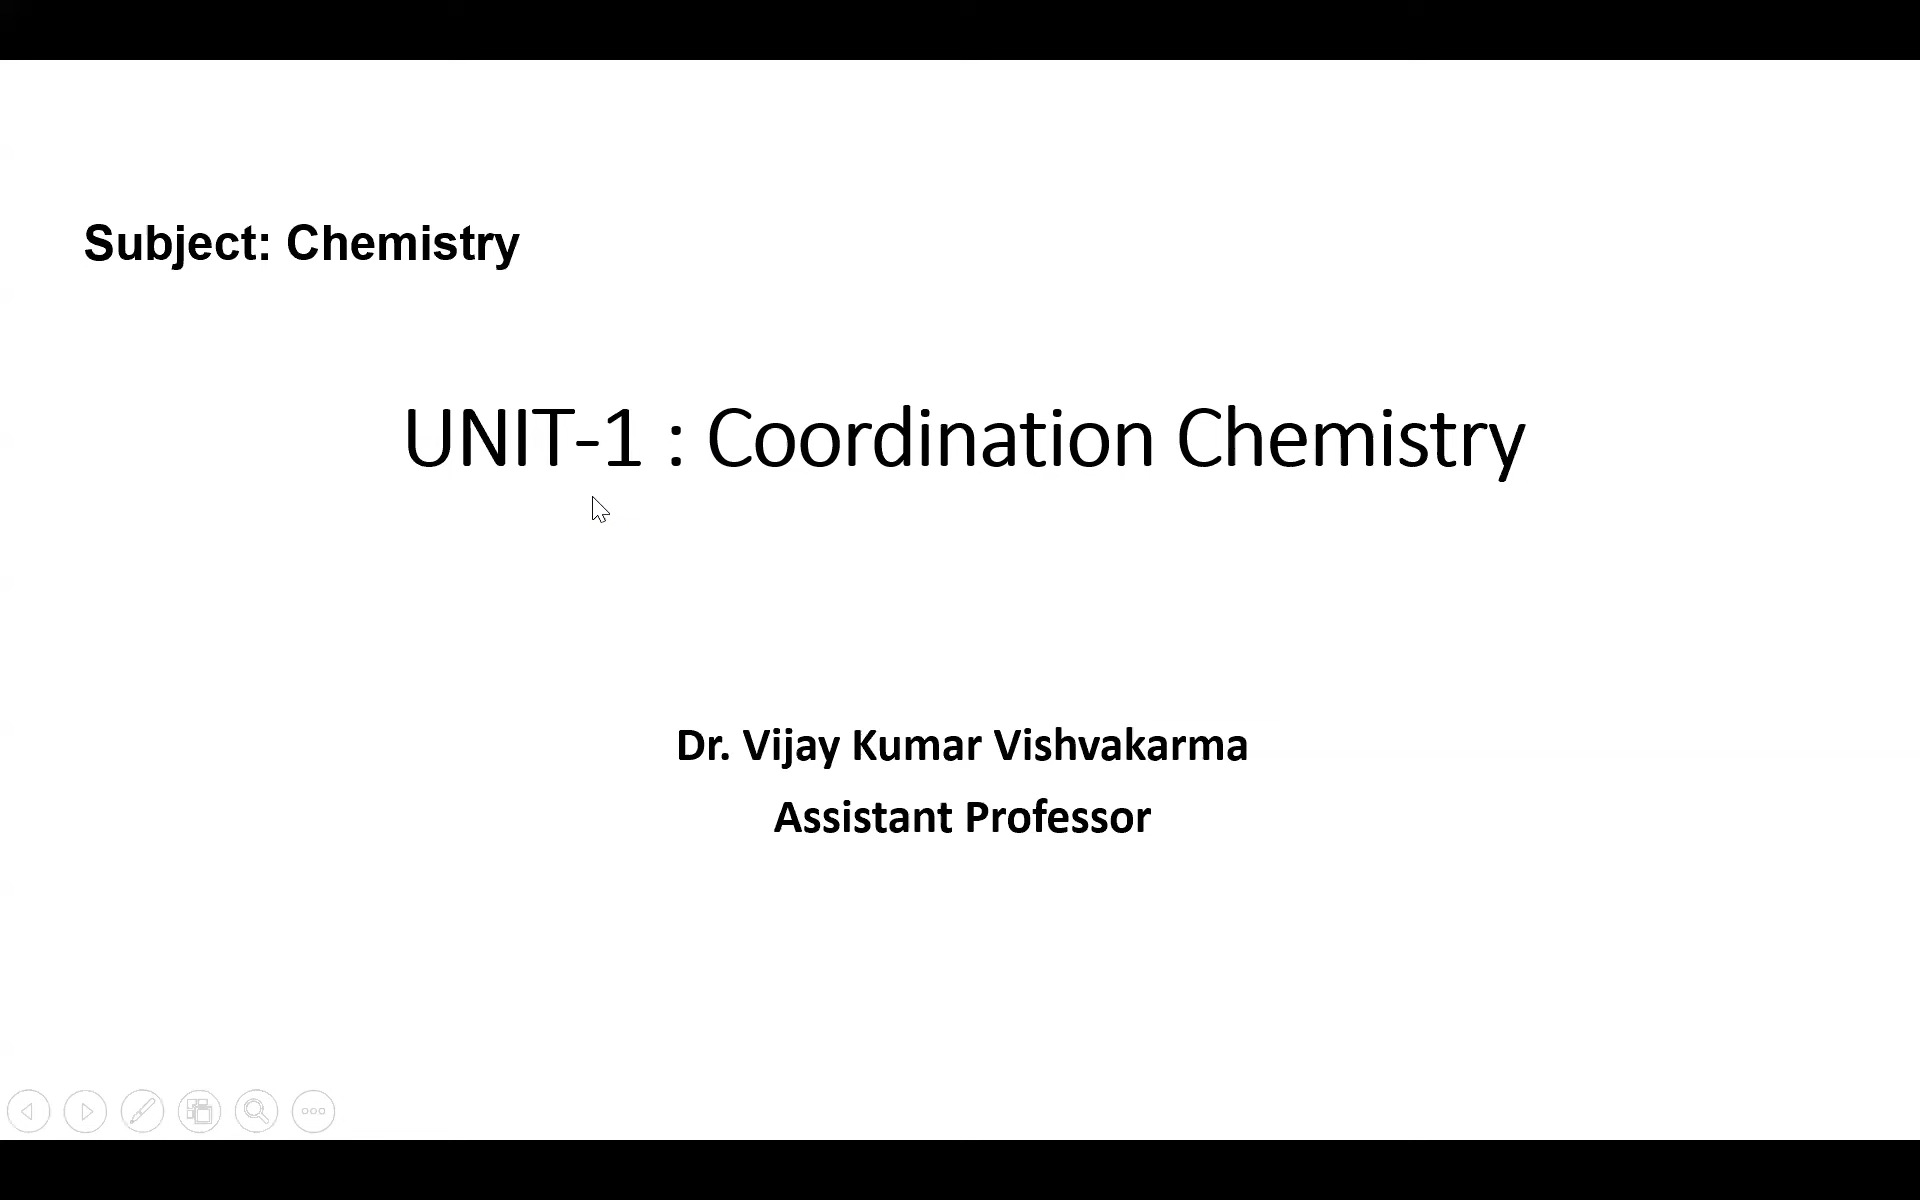 Subject: Chemistry
UNIT-1 : Coordination Chemistry
Dr. Vijay Kumar Vishvakarma
Assistant Professor